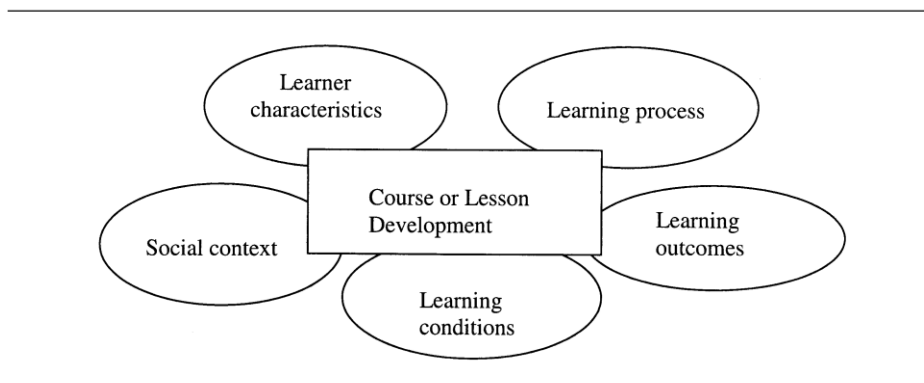 Learner
characteristics
Learning process
Course or Lesson
Development
Social context
Learning
outcomes
Learning
conditions